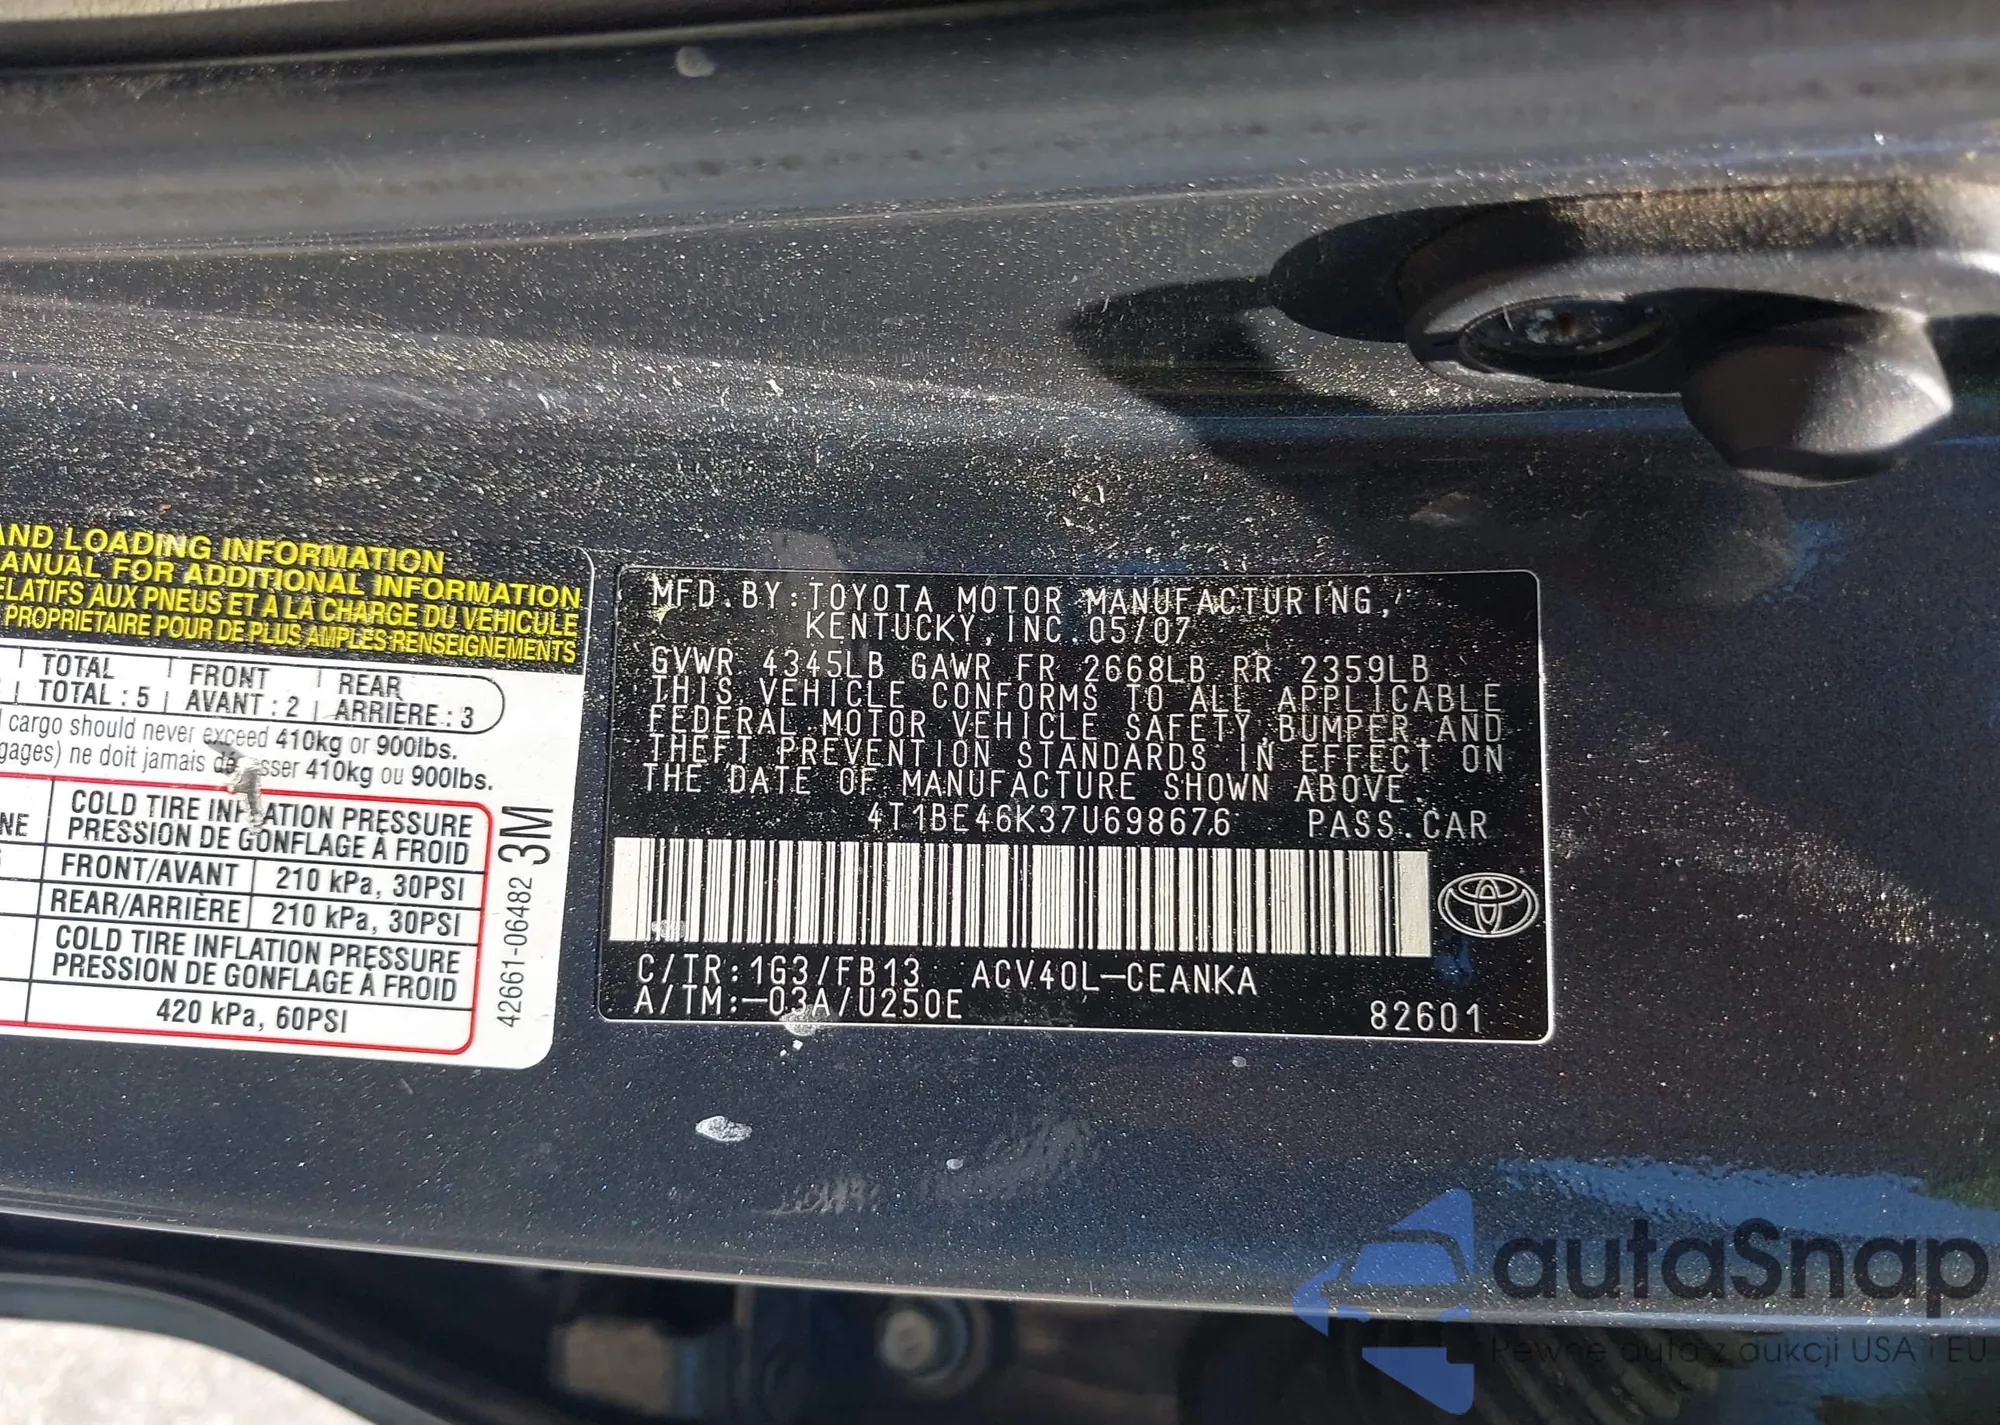 AND LOADING INFORMATION
ANUAL FOR ADDITIONAL INFORMATION
ELATIFS AUX PNEUS ET À LA CHARGE DU VÉHICULE
PROPRIÉTAIRE POUR DE PLUS AMPLES RENSEIGNEMENTS
TOTAL FRONT REAR
TOTAL : 5 AVANT : 2 ARRIÈRE : 3
cargo should never exceed 410kg or 900lbs.
gages) ne doit jamais 410kg ou 900lbs.
COLD TIRE INFLATION PRESSURE
NE PRESSION DE GONFLAGE À FROID
FRONT/AVANT 210 kPa, 30PSI
REAR/ARRIÈRE 210 kPa, 30PSI
COLD TIRE INFLATION PRESSURE
PRESSION DE GONFLAGE À FROID
420 kPa, 60PSI
42661-06482 3M
MFD.BY:TOYOTA MOTOR MANUFACTURING,
KENTUCKY,INC.05/07
GVWR 4345LB GAWR FR 2668LB RR 2359LB
THIS VEHICLE CONFORMS TO ALL APPLICABLE
FEDERAL MOTOR VEHICLE SAFETY,BUMPER,AND
THEFT PREVENTION STANDARDS IN EFFECT ON
THE DATE OF MANUFACTURE SHOWN ABOVE.
4T1BE46K37U698676 PASS.CAR
C/TR:1G3/FB13 ACV40L-CEANKA
A/TM:-03A/U250E
82601
autaSnap
Pewne auta z aukcji USA i EU